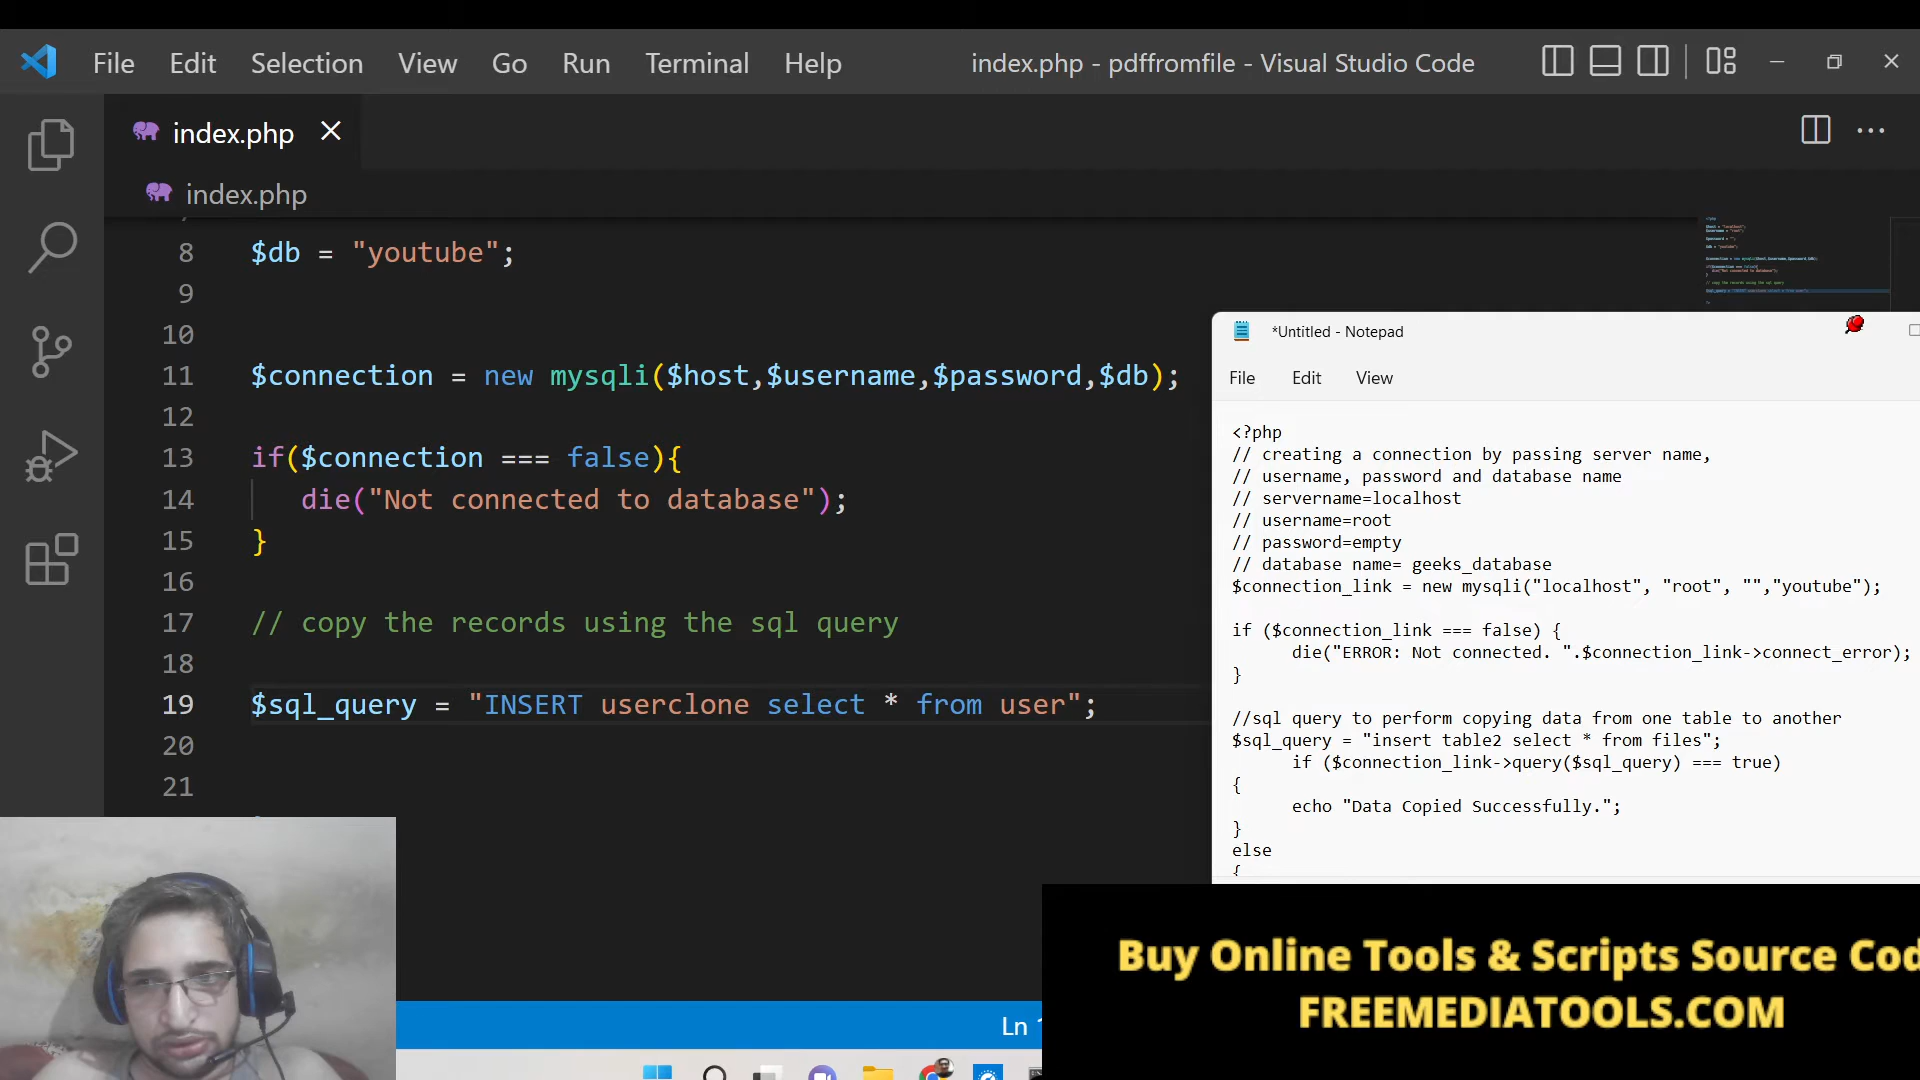 File Edit Selection View Go Run Terminal Help index.php - pdffromfile - Visual Studio Code
index.php
index.php
8 $db = "youtube";
9
10
11 $connection = new mysqli($host,$username,$password,$db);
12
13 if($connection === false){
14 die("Not connected to database");
15 }
16
17 // copy the records using the sql query
18
19 $sql_query = "INSERT userclone select * from user";
20
21
*Untitled - Notepad
File Edit View
<?php
// creating a connection by passing server name,
// username, password and database name
// servername=localhost
// username=root
// password=empty
// database name= geeks_database
$connection_link = new mysqli("localhost", "root", "","youtube");
if ($connection_link === false) {
die("ERROR: Not connected. ".$connection_link->connect_error);
}
//sql query to perform copying data from one table to another
$sql_query = "insert table2 select * from files";
if ($connection_link->query($sql_query) === true)
{
echo "Data Copied Successfully.";
}
else
{
Ln
Buy Online Tools & Scripts Source Cod
FREEMEDIATOOLS.COM